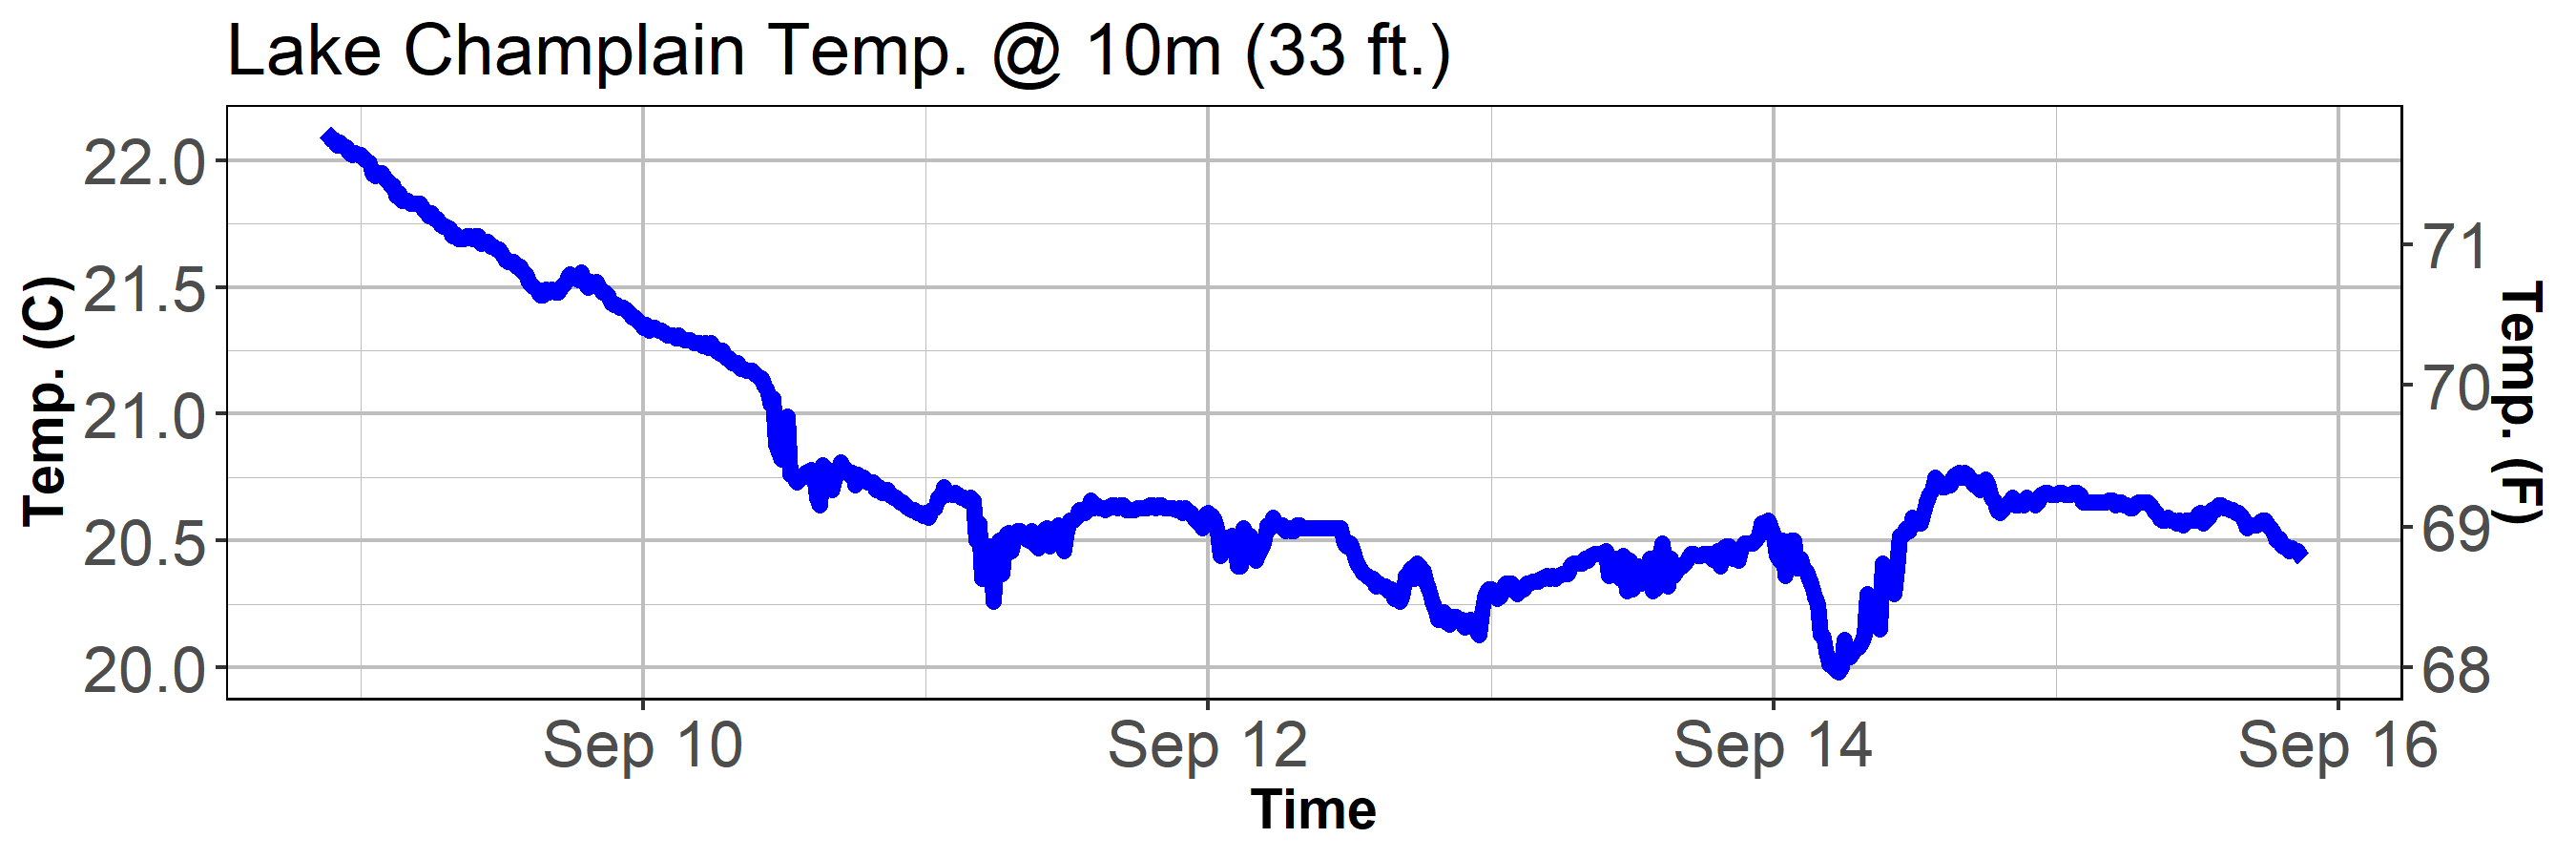 Lake Champlain Temp. @ 10m (33 ft.)
Temp. (C)
22.0
21.5
21.0
20.5
20.0
71
70
69
68
Temp. (F)
Sep 10 Sep 12 Sep 14 Sep 16
Time